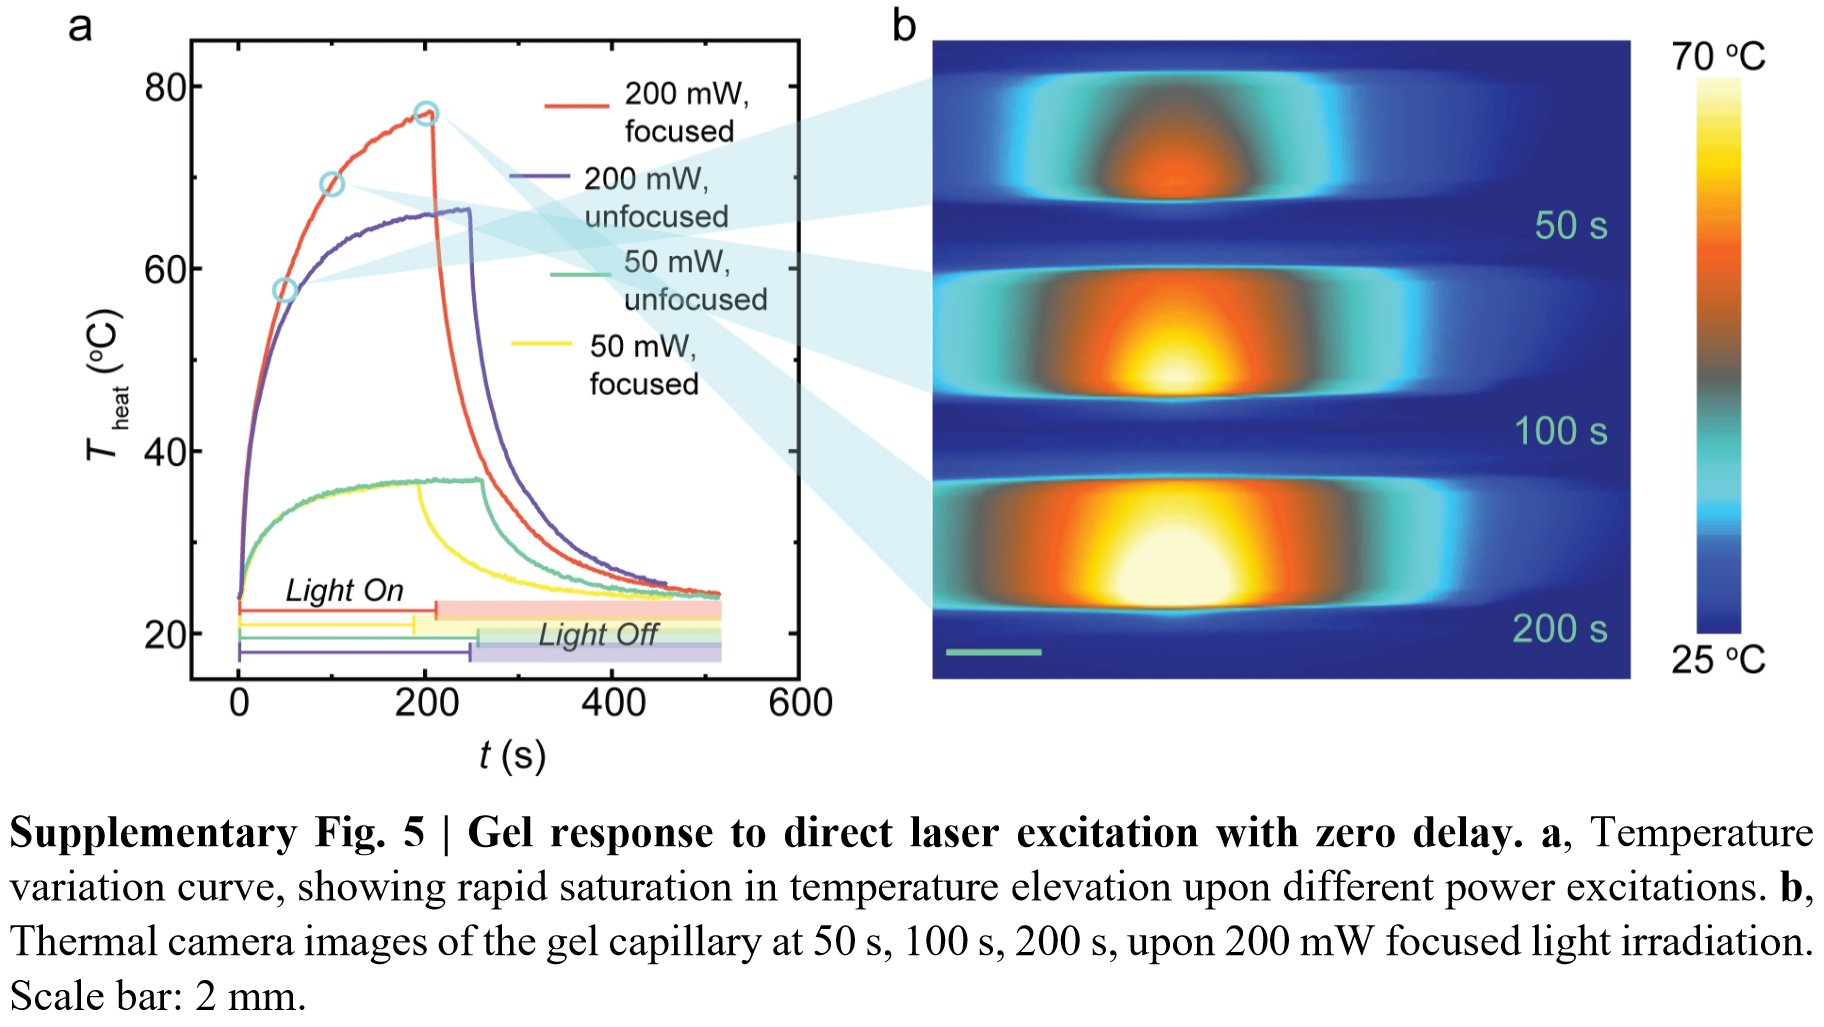 a
b
80
60
40
20
0
200
400
600
T heat (oC)
t (s)
200 mW,
focused
200 mW,
unfocused
50 mW,
unfocused
50 mW,
focused
Light On
Light Off
50 s
100 s
200 s
70 oC
25 oC
Supplementary Fig. 5 | Gel response to direct laser excitation with zero delay. a, Temperature
variation curve, showing rapid saturation in temperature elevation upon different power excitations. b,
Thermal camera images of the gel capillary at 50 s, 100 s, 200 s, upon 200 mW focused light irradiation.
Scale bar: 2 mm.